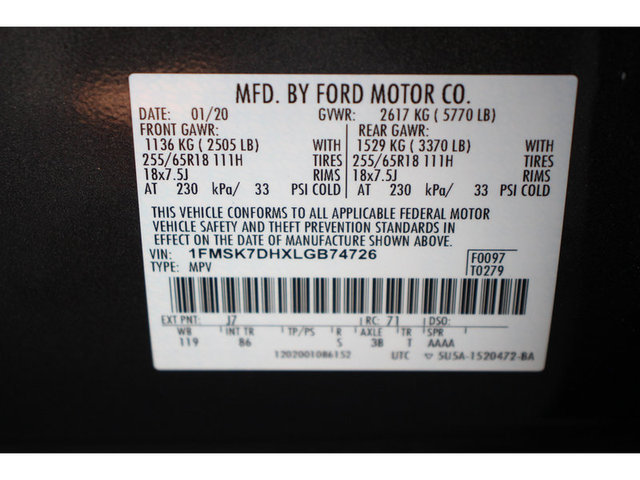 MFD. BY FORD MOTOR CO.
DATE: 01/20 GVWR: 2617 KG ( 5770 LB)
FRONT GAWR: REAR GAWR:
1136 KG ( 2505 LB) WITH 1529 KG ( 3370 LB) WITH
255/65R18 111H TIRES 255/65R18 111H TIRES
18x7.5J RIMS 18x7.5J RIMS
AT 230 kPa/ 33 PSI COLD AT 230 kPa/ 33 PSI COLD
THIS VEHICLE CONFORMS TO ALL APPLICABLE FEDERAL MOTOR
VEHICLE SAFETY AND THEFT PREVENTION STANDARDS IN
EFFECT ON THE DATE OF MANUFACTURE SHOWN ABOVE.
VIN: 1FMSK7DHXLGB74726 F0097
TYPE: MPV T0279
EXT PNT: J7 RC: 71 DSO:
WB INT TR TP/PS R AXLE TR SPR
119 86 S 3B T AAAA
1202001086152 UTC 5U5A-1520472-BA